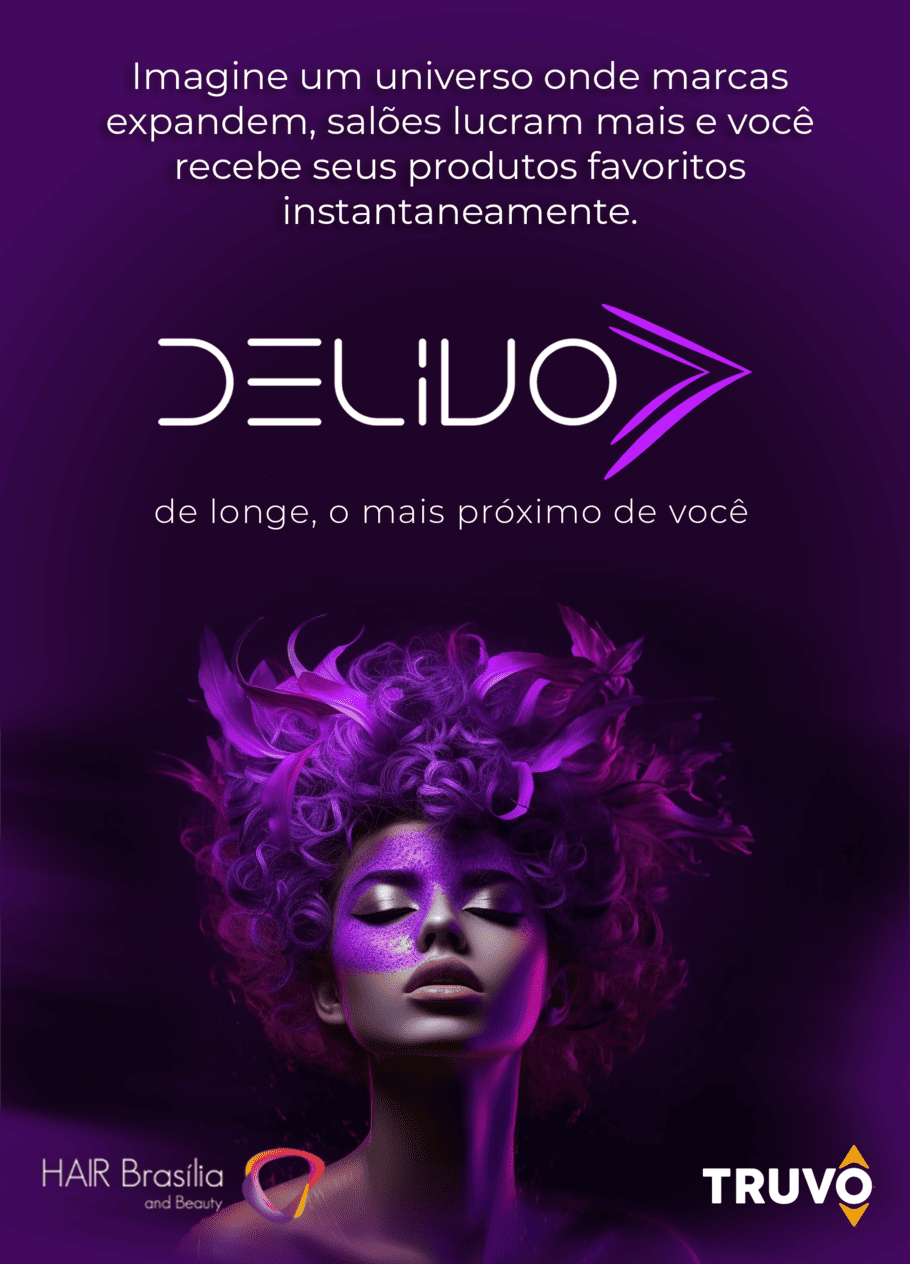 Imagine um universo onde marcas
expandem, salões lucram mais e você
recebe seus produtos favoritos
instantaneamente.
DELIVO
de longe, o mais próximo de você
HAIR Brasília
and Beauty
TRUVO